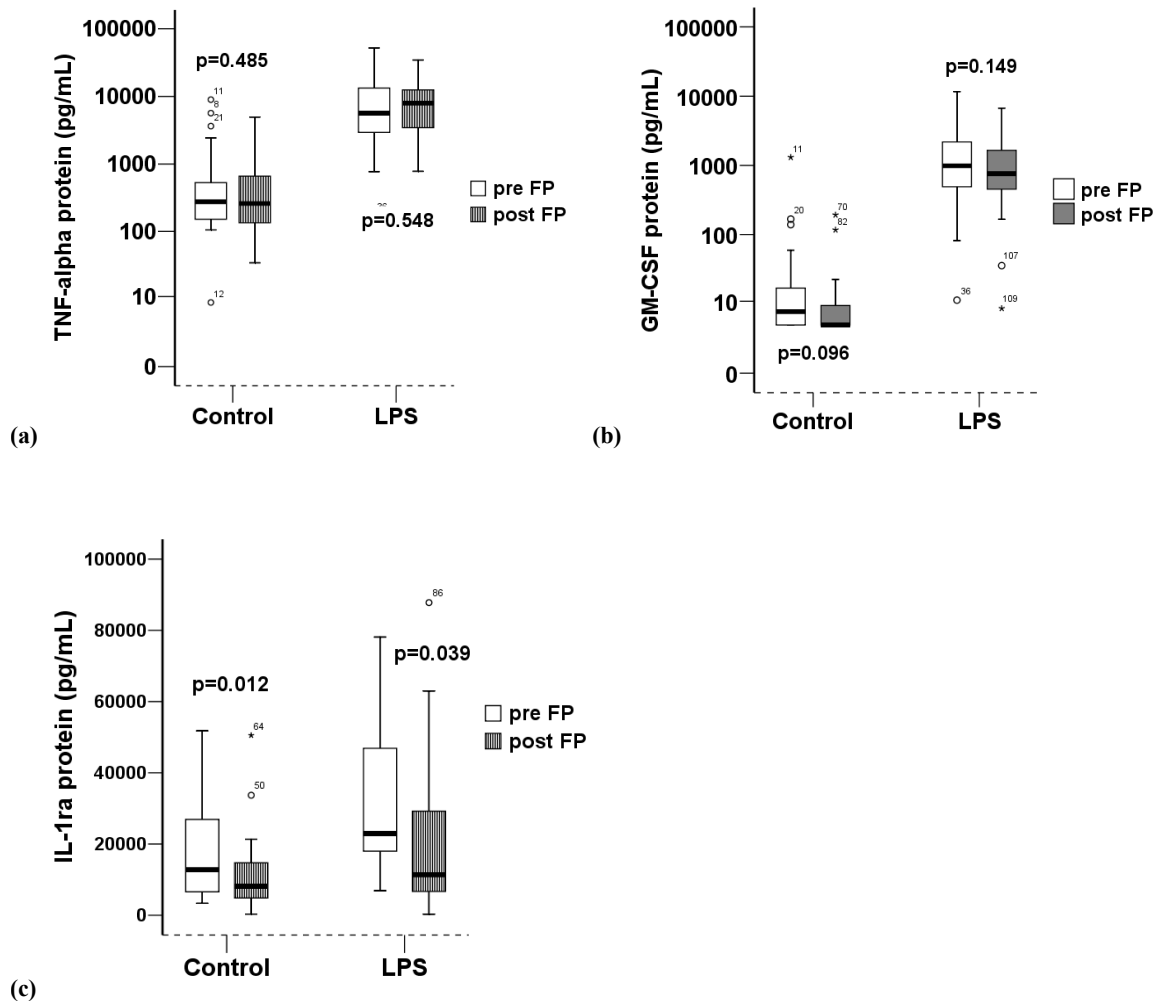 100000
10000
1000
100
10
0
TNF-alpha protein (pg/mL)
p=0.485
11
8
21
12
p=0.548
Control
LPS
pre FP
post FP
(a)
100000
10000
1000
100
10
0
GM-CSF protein (pg/mL)
p=0.149
11
20
70
82
36
107
109
p=0.096
Control
LPS
pre FP
post FP
(b)
100000
80000
60000
40000
20000
0
IL-1ra protein (pg/mL)
p=0.012
64
50
86
p=0.039
Control
LPS
pre FP
post FP
(c)